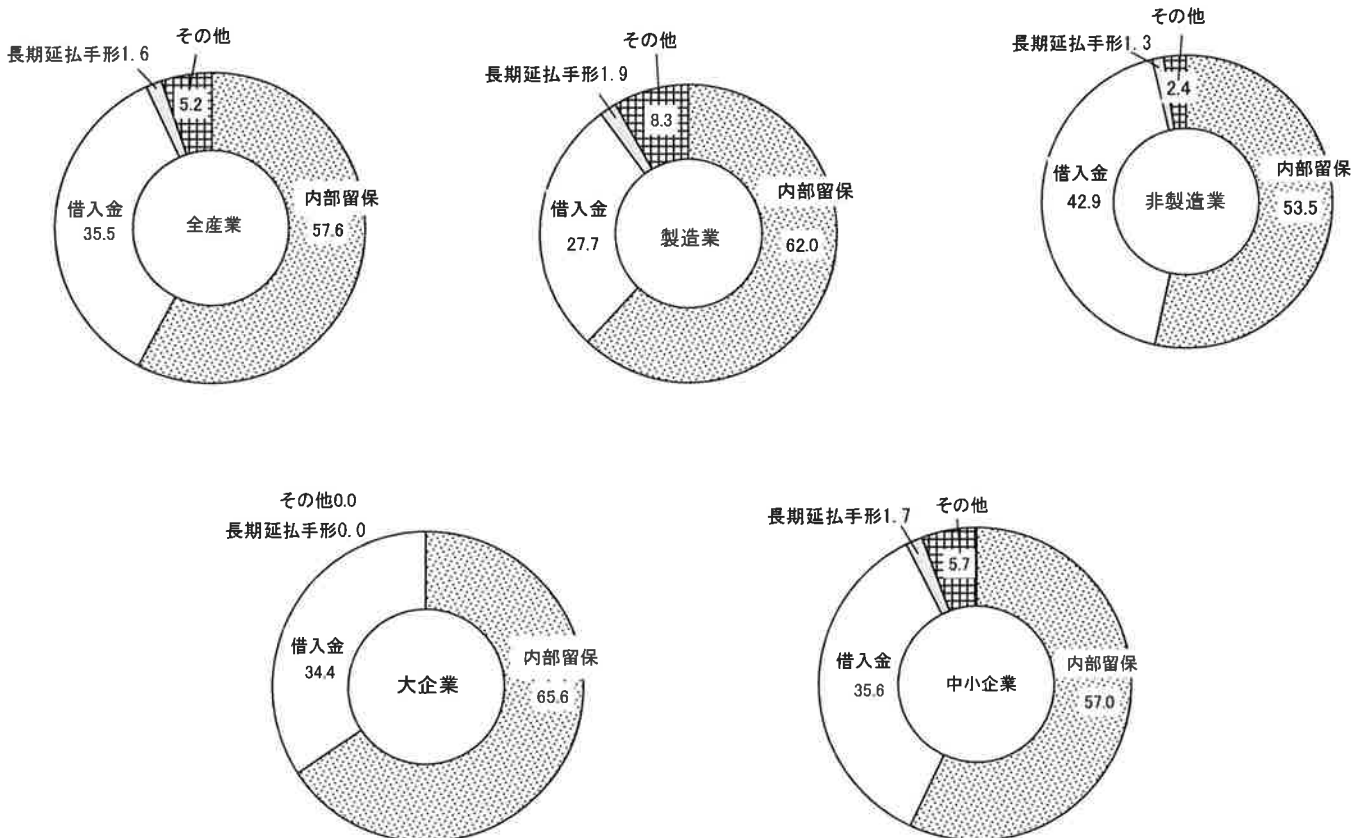 その他
長期延払手形1.6
5.2
内部留保
57.6
借入金
35.5
全産業
その他
長期延払手形1.9
8.3
内部留保
62.0
借入金
27.7
製造業
その他
長期延払手形1.3
2.4
内部留保
53.5
借入金
42.9
非製造業
その他0.0
長期延払手形0.0
内部留保
65.6
借入金
34.4
大企業
その他
長期延払手形1.7
5.7
内部留保
57.0
借入金
35.6
中小企業